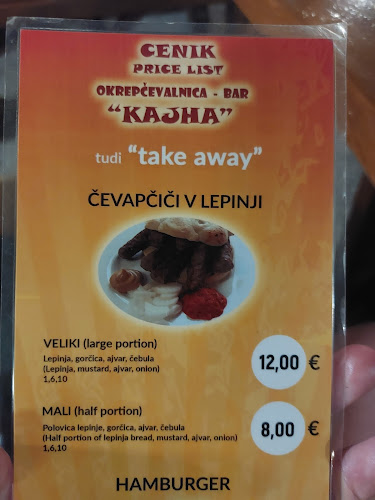 CENIK
PRICE LIST
OKREPČEVALNICA - BAR
"KAJHA"
tudi "take away"
ČEVAPČIČI V LEPINJI
VELIKI (large portion)
Lepinja, gorčica, ajvar, čebula
(Lepinja, mustard, ajvar, onion)
1,6,10
12,00 €
MALI (half portion)
Polovica lepinje, gorčica, ajvar, čebula
(Half portion of lepinja bread, mustard, ajvar, onion)
1,6,10
8,00 €
HAMBURGER